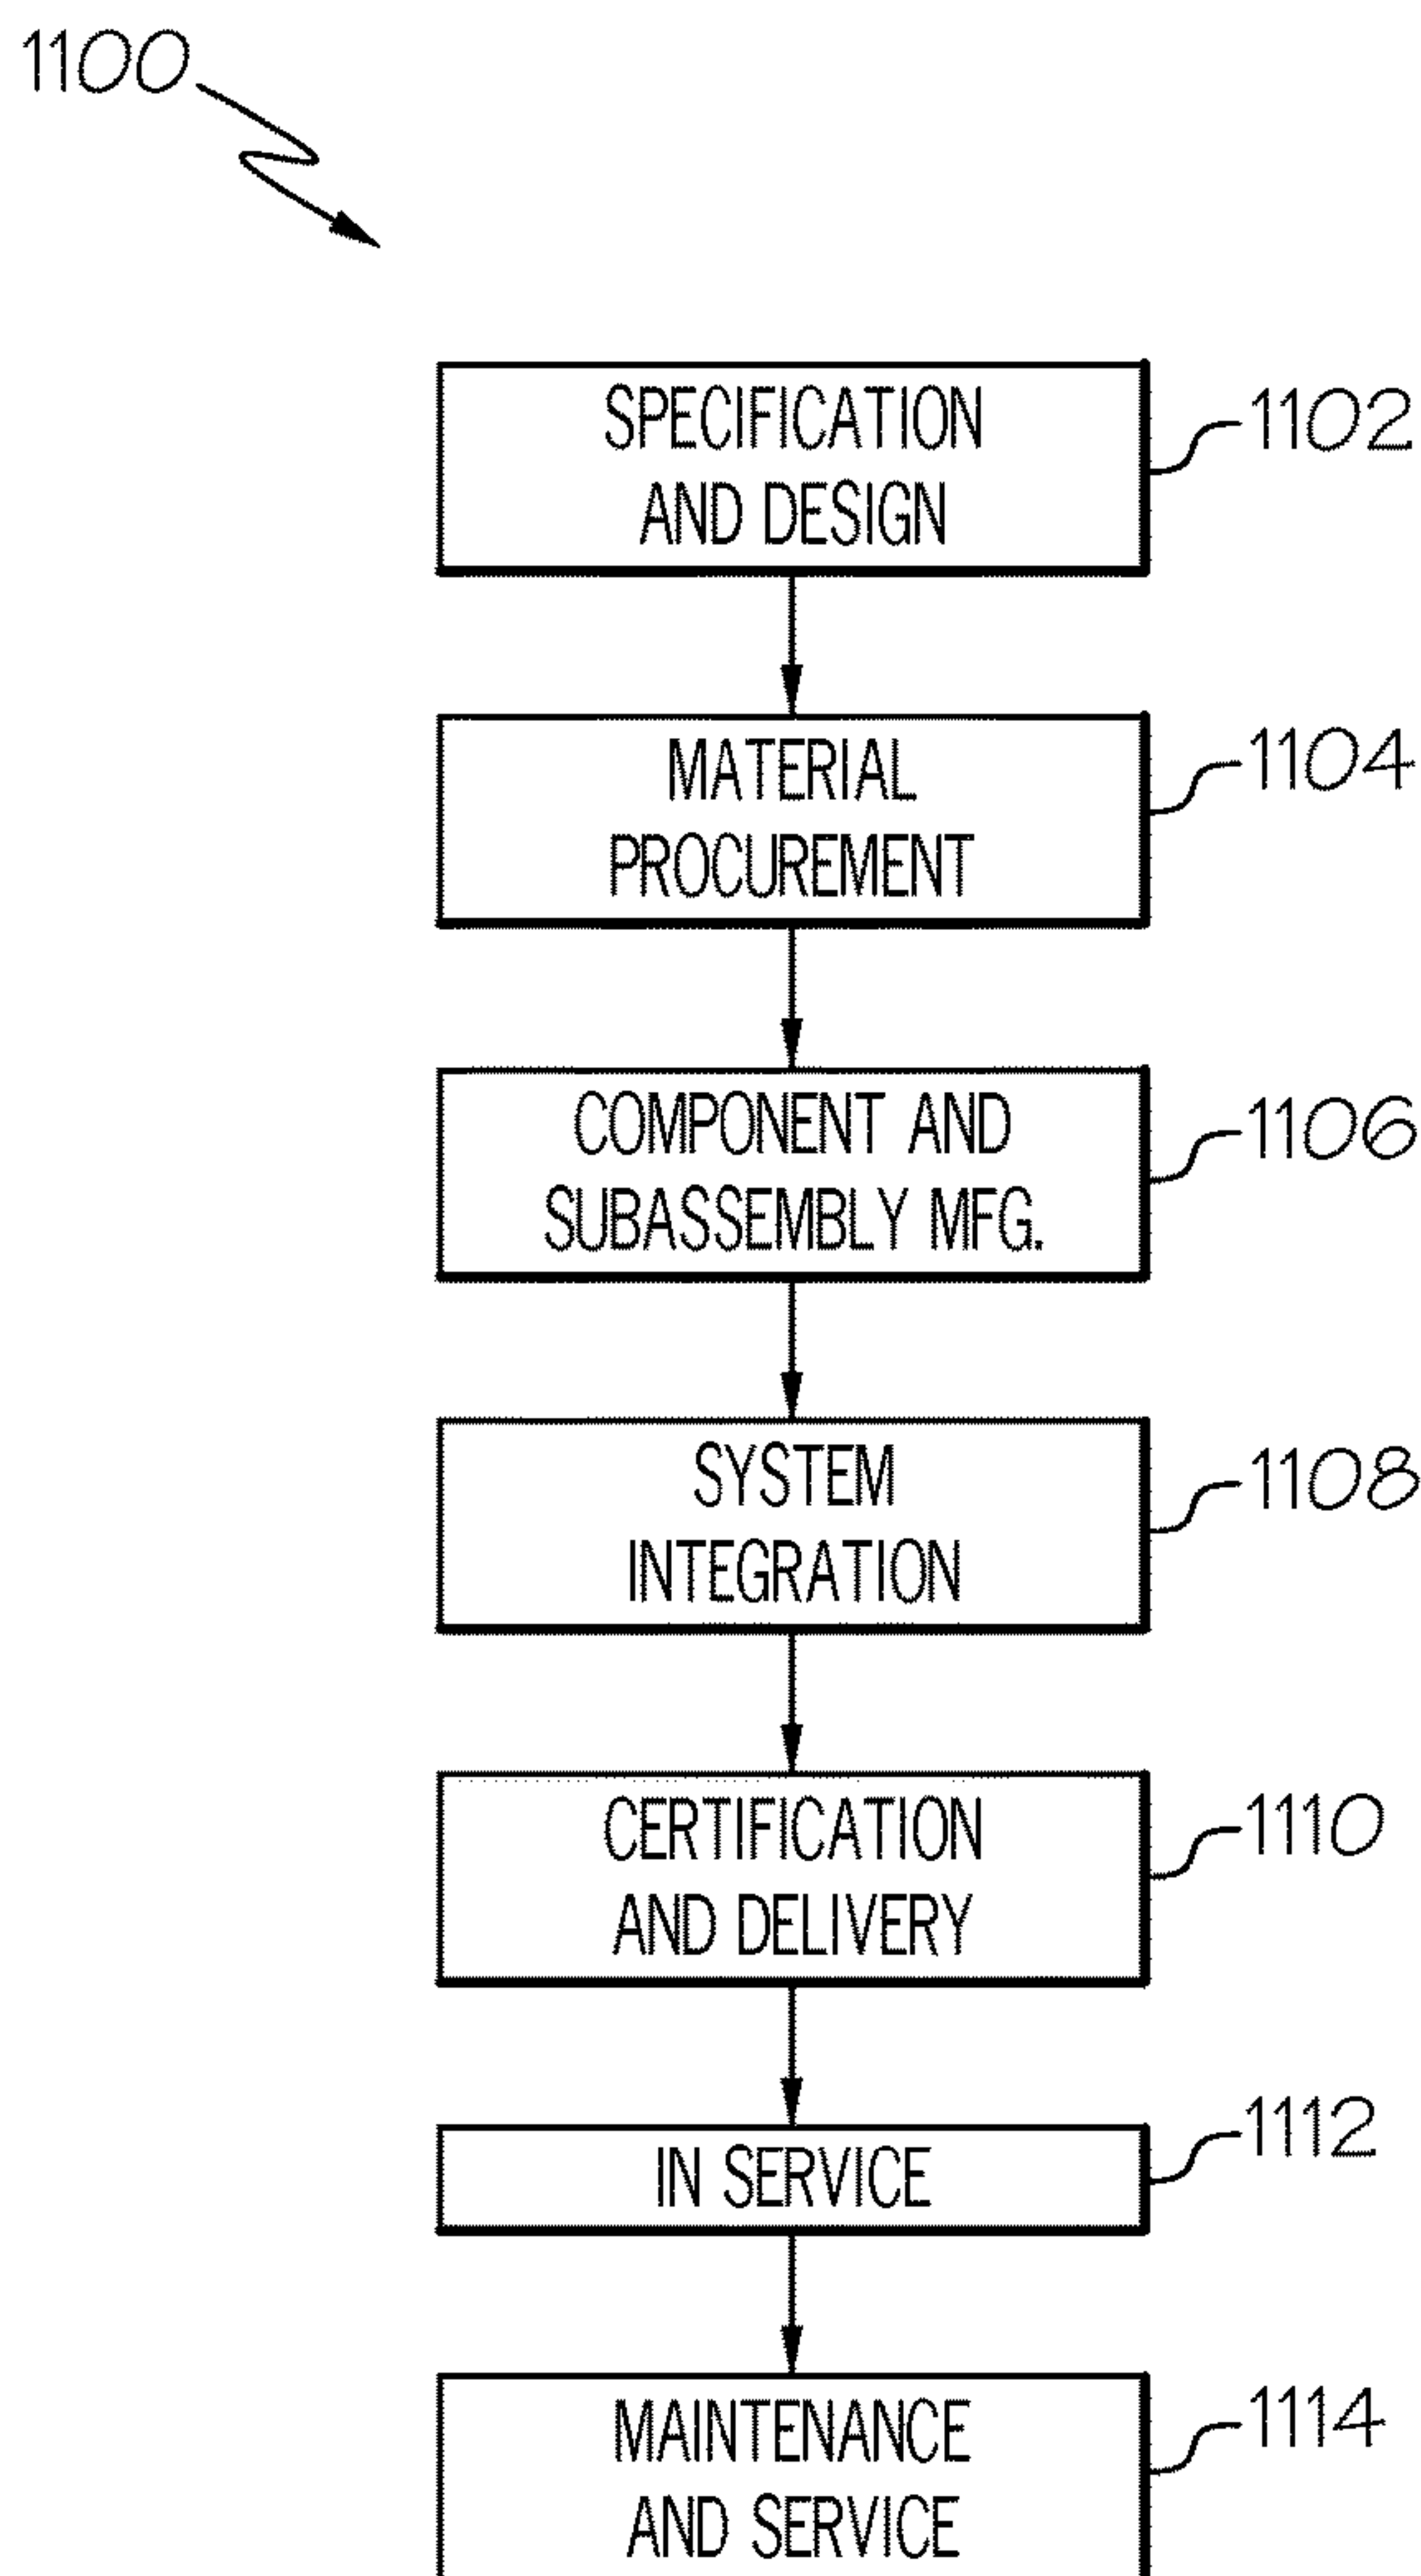 1100
SPECIFICATION
AND DESIGN
1102
MATERIAL
PROCUREMENT
1104
COMPONENT AND
SUBASSEMBLY MFG.
1106
SYSTEM
INTEGRATION
1108
CERTIFICATION
AND DELIVERY
1110
IN SERVICE
1112
MAINTENANCE
AND SERVICE
1114